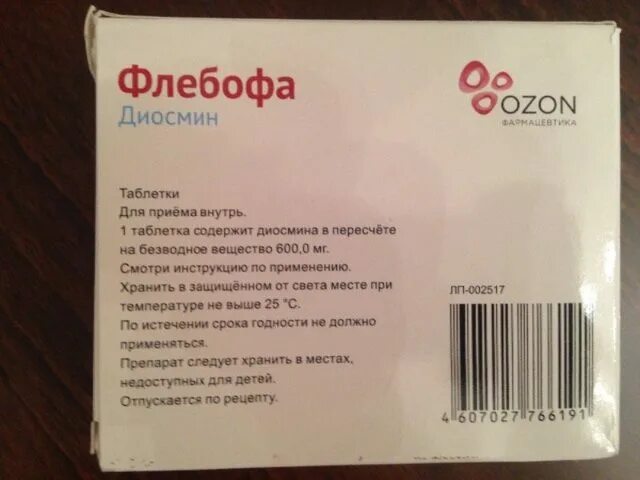 Флебофа
Диосмин
OZON
ФАРМАЦЕВТИКА
Таблетки
Для приёма внутрь.
1 таблетка содержит диосмина в пересчёте
на безводное вещество 600,0 мг.
Смотри инструкцию по применению.
Хранить в защищённом от света месте при
температуре не выше 25 °C.
По истечении срока годности не должно
применяться.
Препарат следует хранить в местах,
недоступных для детей.
Отпускается по рецепту.
ЛП-002517
4 607027 766191